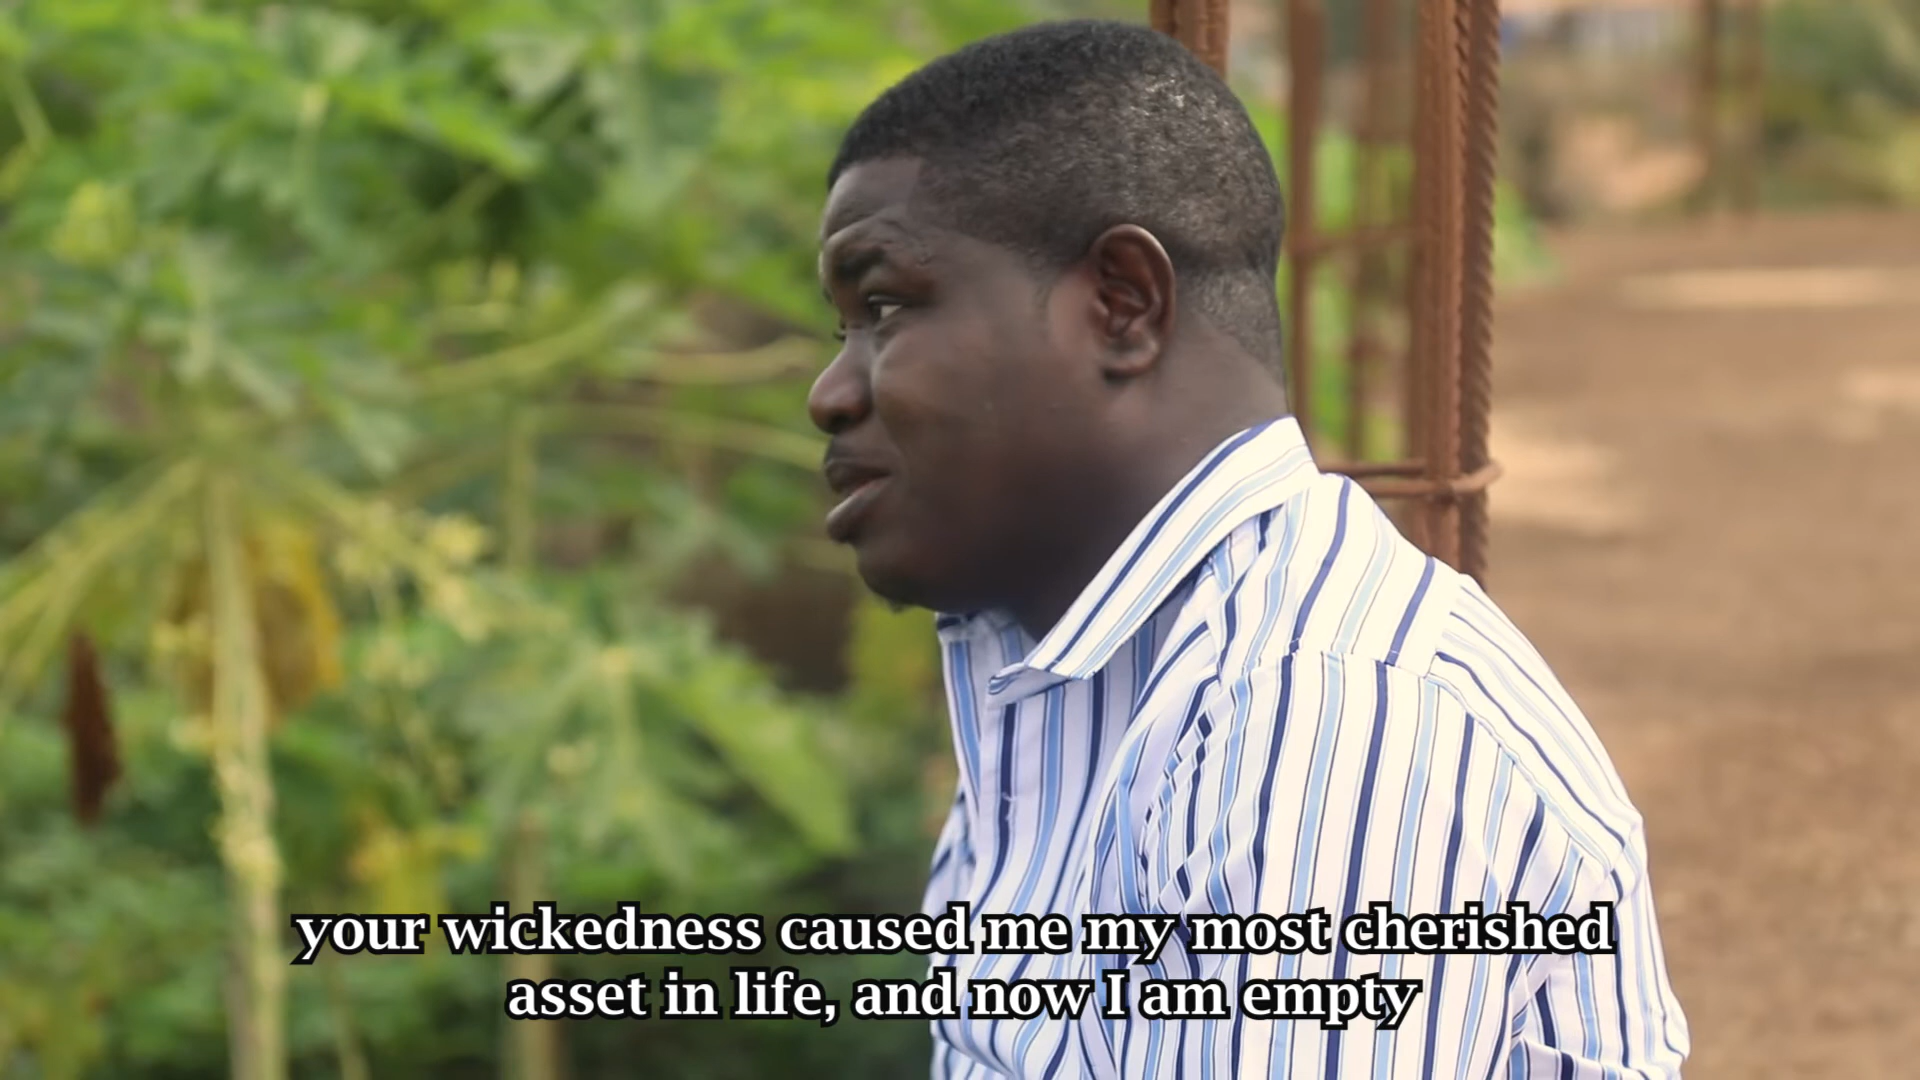 your wickedness caused me my most cherished
asset in life, and now I am empty